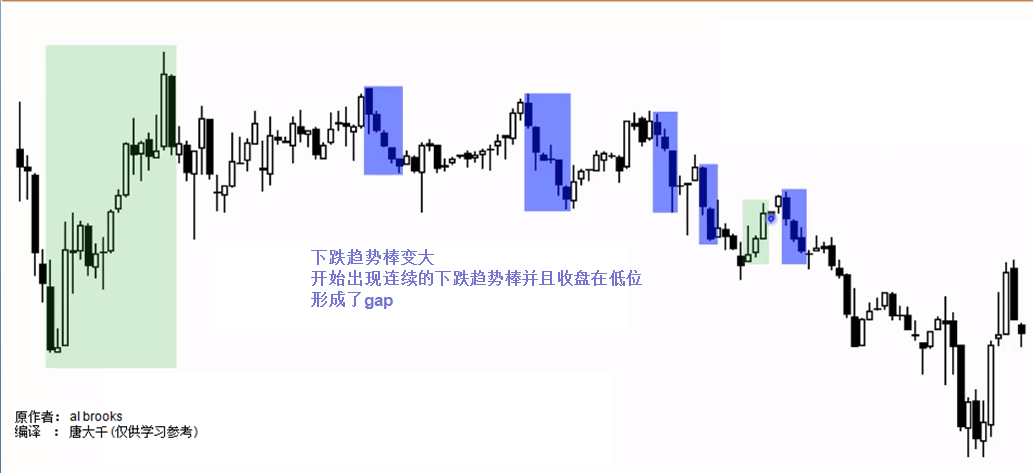 下跌趋势棒变大
开始出现连续的下跌趋势棒并且收盘在低位
形成了gap
原作者： al brooks
编译 ： 唐大千(仅供学习参考)